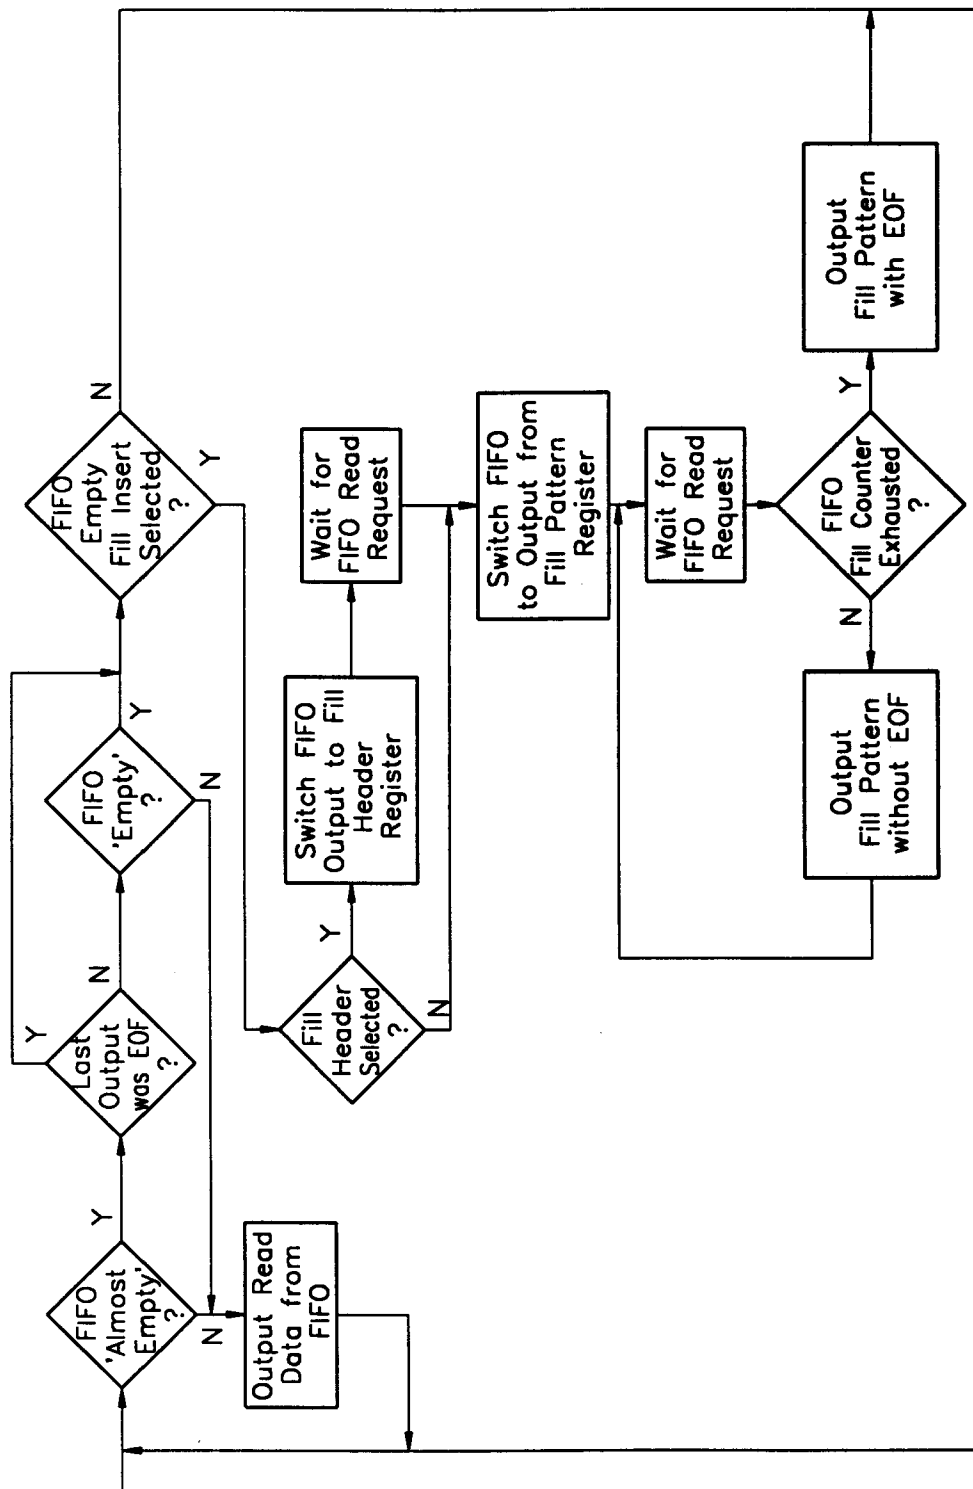 FIFO
'Almost
Empty'
?
Y
N
Output Read
Data from
FIFO
Last
Output
was EOF
?
Y
N
FIFO
'Empty'
?
Y
N
FIFO
Empty
Fill Insert
Selected
?
N
Y
Fill
Header
Selected
?
Y
N
Switch FIFO
Output to Fill
Header
Register
Wait for
FIFO Read
Request
Switch FIFO
to Output from
Fill Pattern
Register
Wait for
FIFO Read
Request
FIFO
Fill Counter
Exhausted
?
N
Y
Output
Fill Pattern
without EOF
Output
Fill Pattern
with EOF